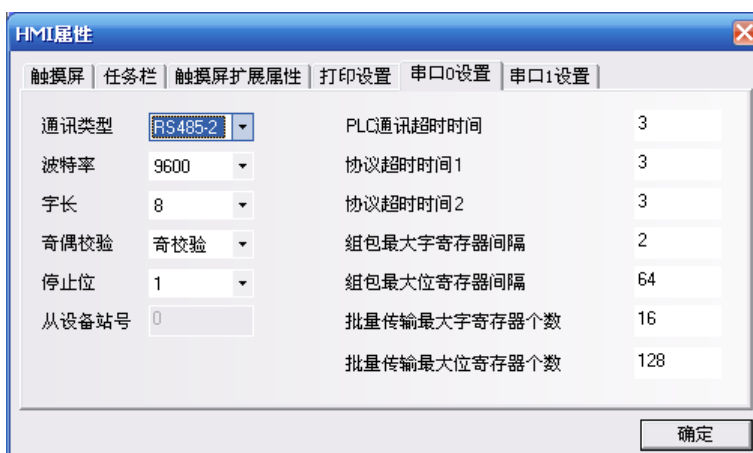 HMI属性
触摸屏 任务栏 触摸屏扩展属性 打印设置 串口0设置 串口1设置
通讯类型 RS485-2 PLC通讯超时时间 3
波特率 9600 协议超时时间1 3
字长 8 协议超时时间2 3
奇偶校验 奇校验 组包最大字寄存器间隔 2
停止位 1 组包最大位寄存器间隔 64
从设备站号 0 批量传输最大字寄存器个数 16
批量传输最大位寄存器个数 128
确定